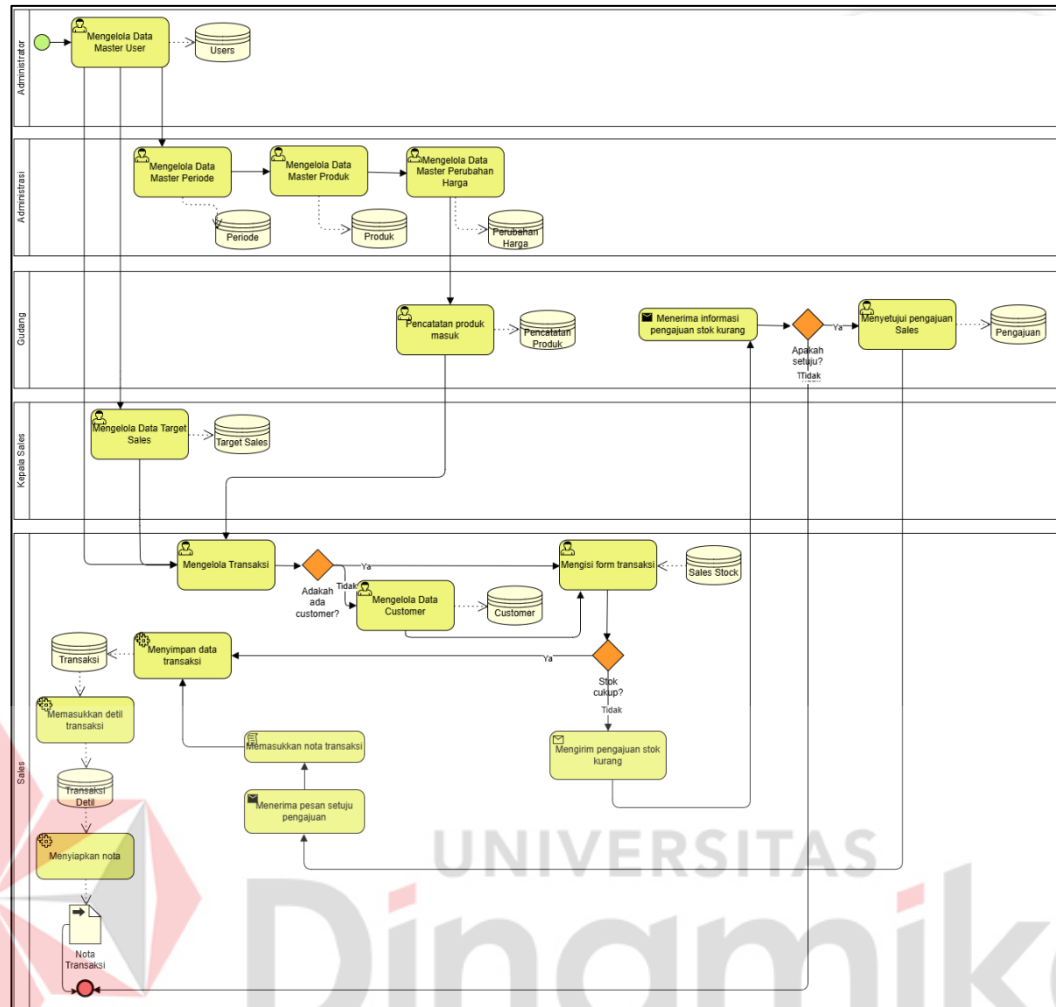 Administrator
Mengelola Data
Master User
Users
Administrasi
Mengelola Data
Master Periode
Mengelola Data
Master Produk
Mengelola Data
Master Perubahan
Harga
Periode
Produk
Perubahan
Harga
Gudang
Pencatatan produk
masuk
Pencatatan
Produk
Menerima informasi
pengajuan stok kurang
Apakah
setuju?
Ya
Tidak
Menyetujui pengajuan
Sales
Pengajuan
Kepala Sales
Mengelola Data Target
Sales
Target Sales
Sales
Mengelola Transaksi
Adakah
ada
customer?
Ya
Tidak
Mengelola Data
Customer
Customer
Mengisi form transaksi
Sales Stock
Stok
cukup?
Ya
Tidak
Menyimpan data
transaksi
Transaksi
Memasukkan detil
transaksi
Transaksi
Detil
Menyiapkan nota
Nota
Transaksi
Memasukkan nota transaksi
Menerima pesan setuju
pengajuan
Mengirim pengajuan stok
kurang
UNIVERSITAS
Dinamika